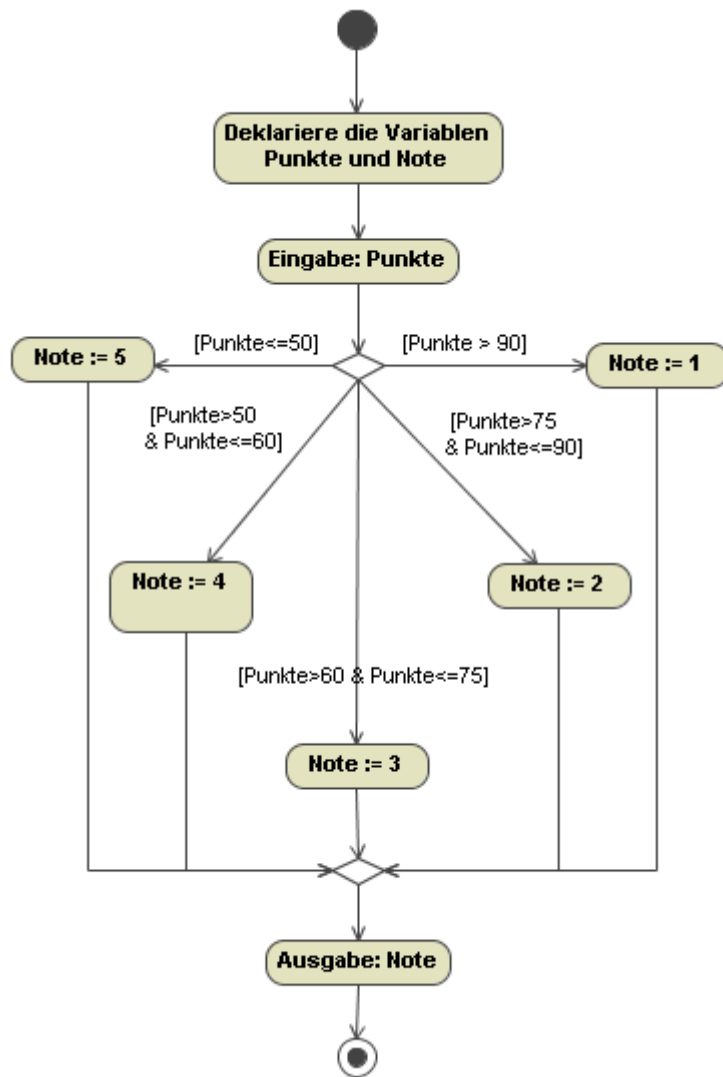 Deklariere die Variablen
Punkte und Note
Eingabe: Punkte
[Punkte<=50]
[Punkte > 90]
Note := 5
Note := 1
[Punkte>50
& Punkte<=60]
[Punkte>75
& Punkte<=90]
Note := 4
Note := 2
[Punkte>60 & Punkte<=75]
Note := 3
Ausgabe: Note